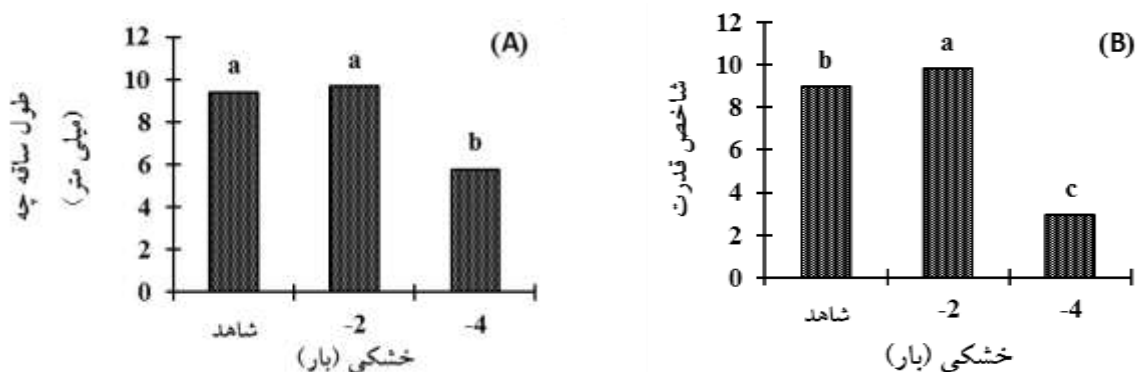 (A)
طول ساقه چه
(میلی متر)
12
10
8
6
4
2
0
a
a
b
شاهد
-2
-4
خشکی (بار)
(B)
شاخص قدرت
12
10
8
6
4
2
0
b
a
c
شاهد
-2
-4
خشکی (بار)